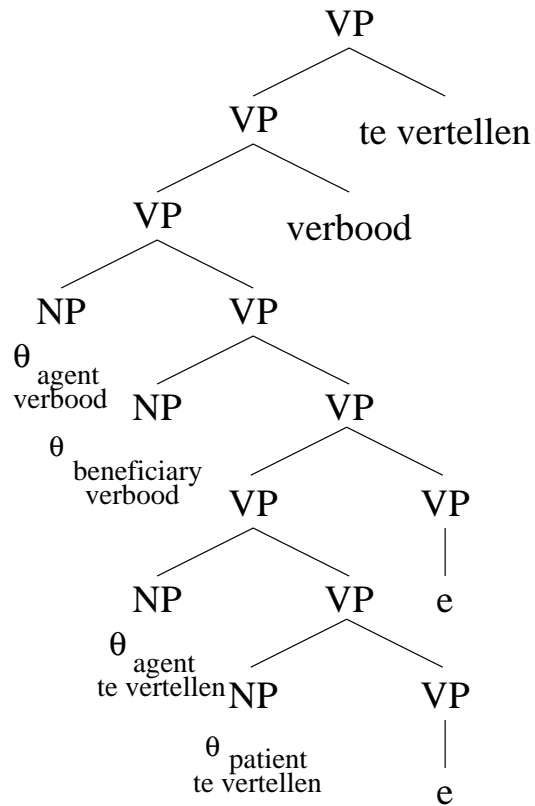 VP
VP
te vertellen
VP
verbood
NP
VP
θ agent
verbood
NP
VP
θ beneficiary
verbood
VP
VP
NP
VP
e
θ agent
te vertellen
NP
VP
θ patient
te vertellen
e